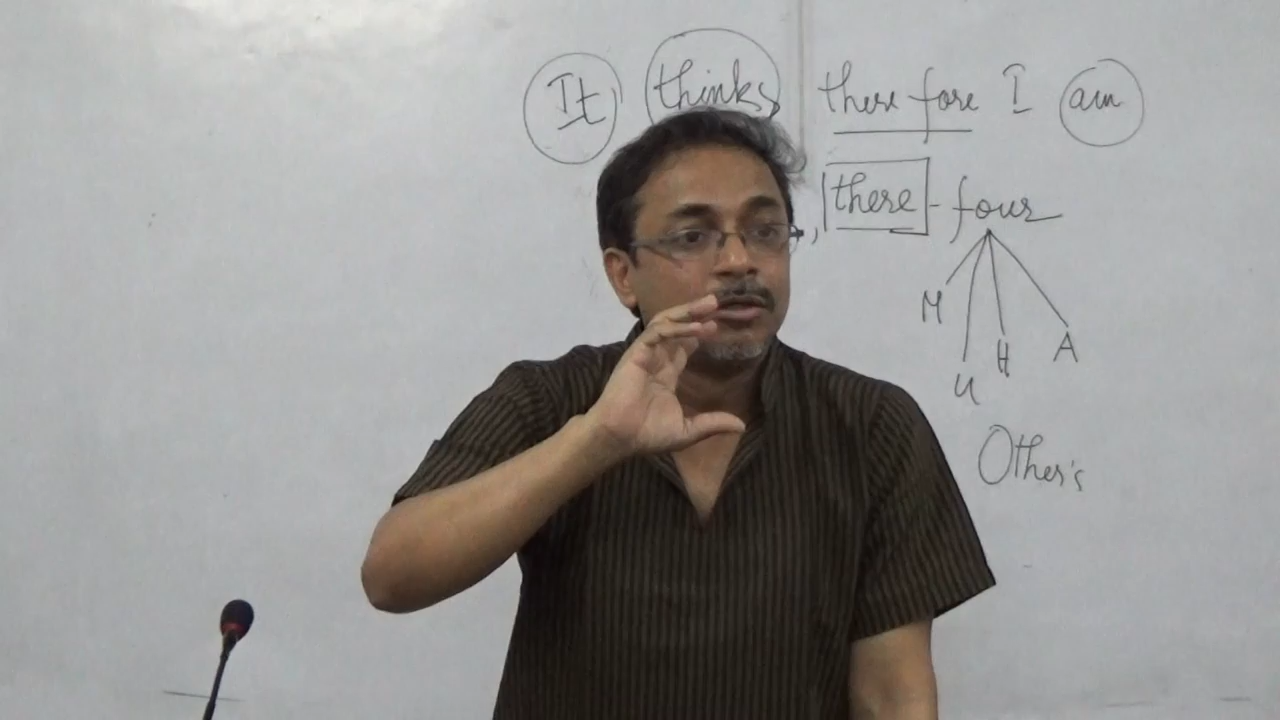 It thinks, therefore I am
, there - four
M
U
H
A
Other's